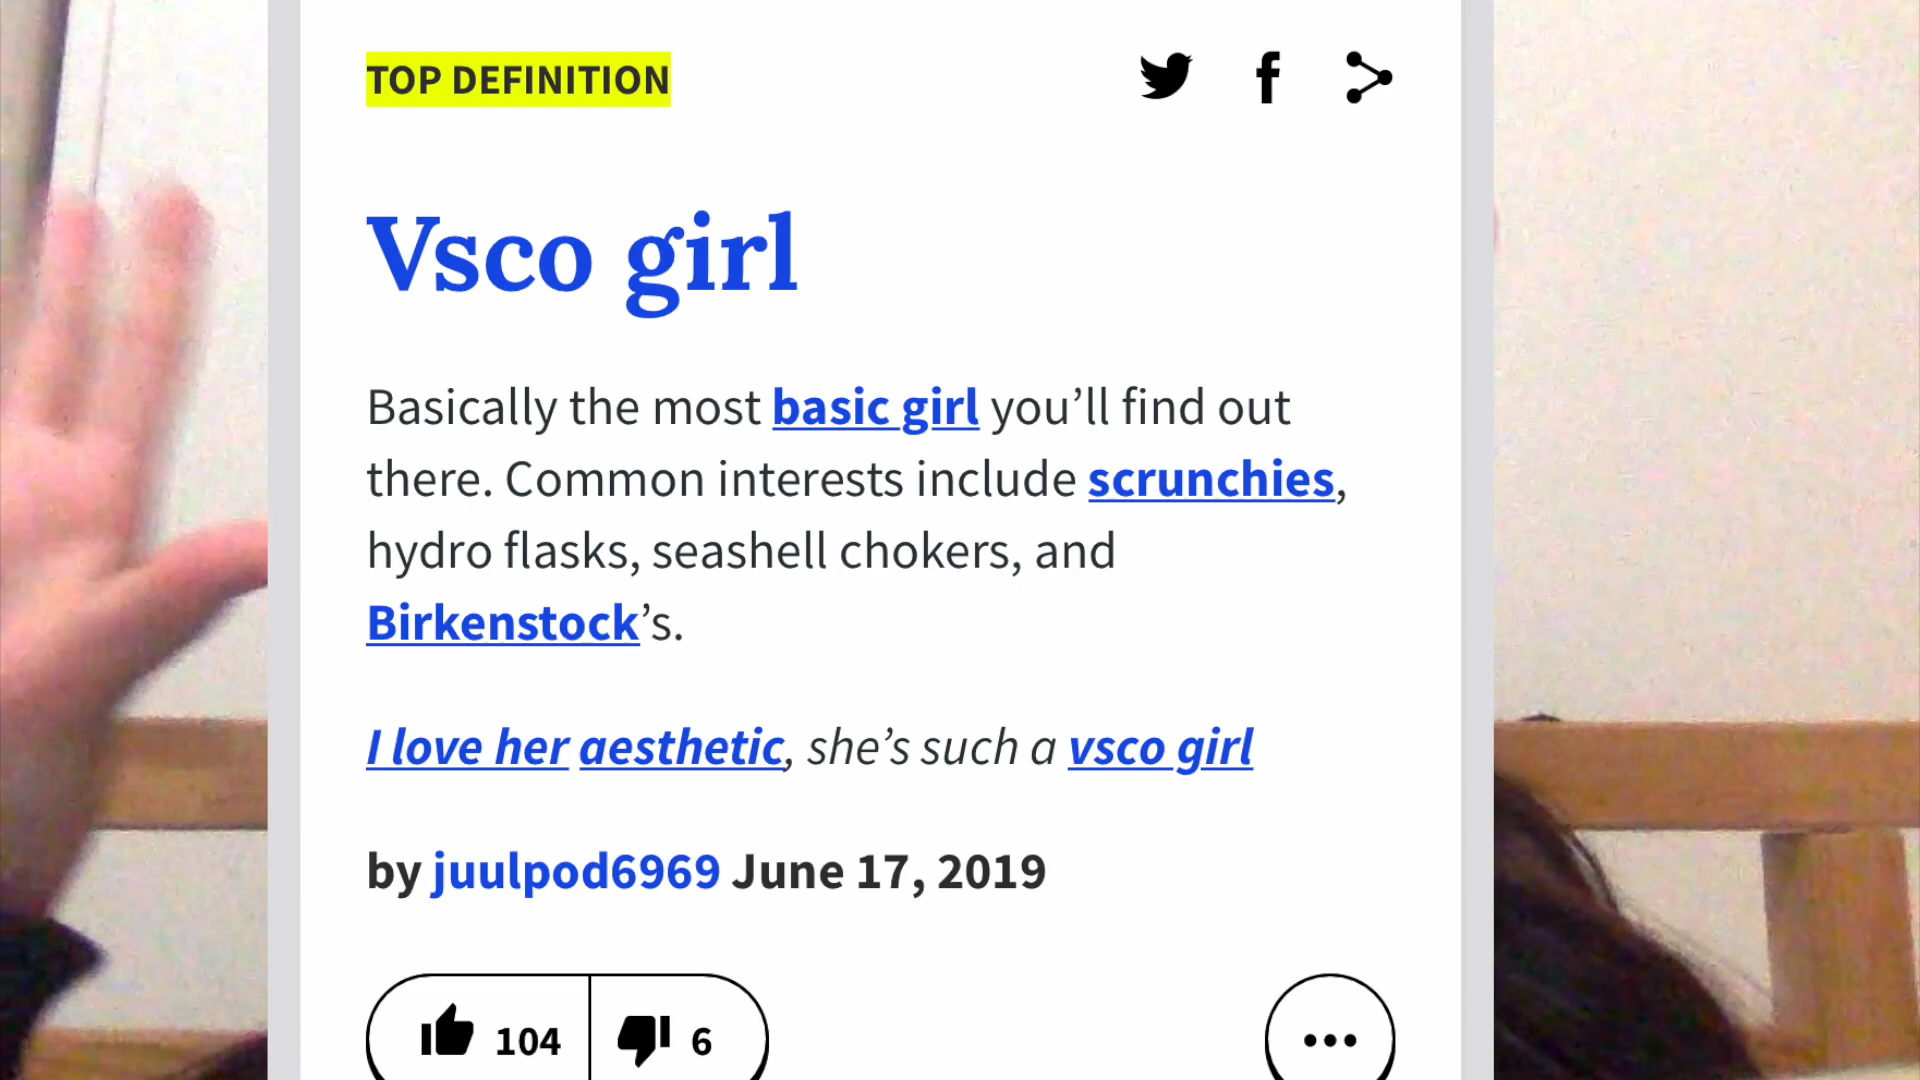 TOP DEFINITION
Vsco girl
Basically the most basic girl you’ll find out
there. Common interests include scrunchies,
hydro flasks, seashell chokers, and
Birkenstock’s.
I love her aesthetic, she’s such a vsco girl
by juulpod6969 June 17, 2019
104 6